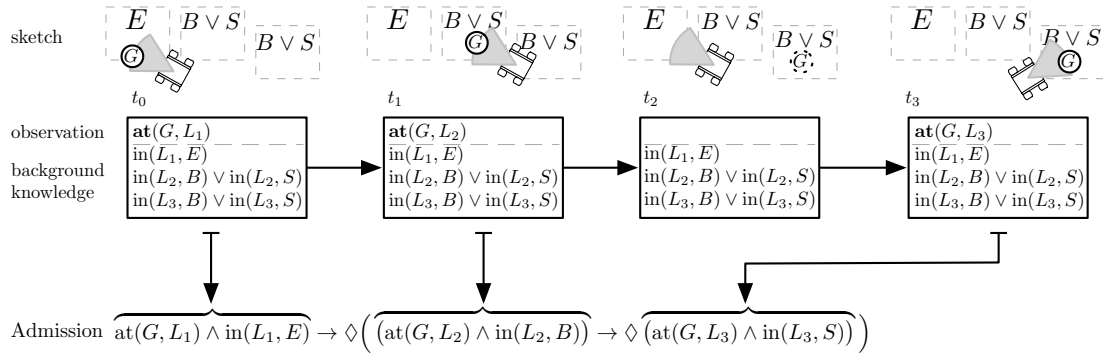 sketch E B ∨ S B ∨ S G E B ∨ S B ∨ S G E B ∨ S B ∨ S G E B ∨ S B ∨ S G
t₀ t₁ t₂ t₃
observation at(G, L₁) at(G, L₂) at(G, L₃)
in(L₁, E) in(L₁, E) in(L₁, E) in(L₁, E)
background in(L₂, B) ∨ in(L₂, S) in(L₂, B) ∨ in(L₂, S) in(L₂, B) ∨ in(L₂, S) in(L₂, B) ∨ in(L₂, S)
knowledge in(L₃, B) ∨ in(L₃, S) in(L₃, B) ∨ in(L₃, S) in(L₃, B) ∨ in(L₃, S) in(L₃, B) ∨ in(L₃, S)
Admission at(G, L₁) ∧ in(L₁, E) → ◊( (at(G, L₂) ∧ in(L₂, B)) → ◊ (at(G, L₃) ∧ in(L₃, S)) )